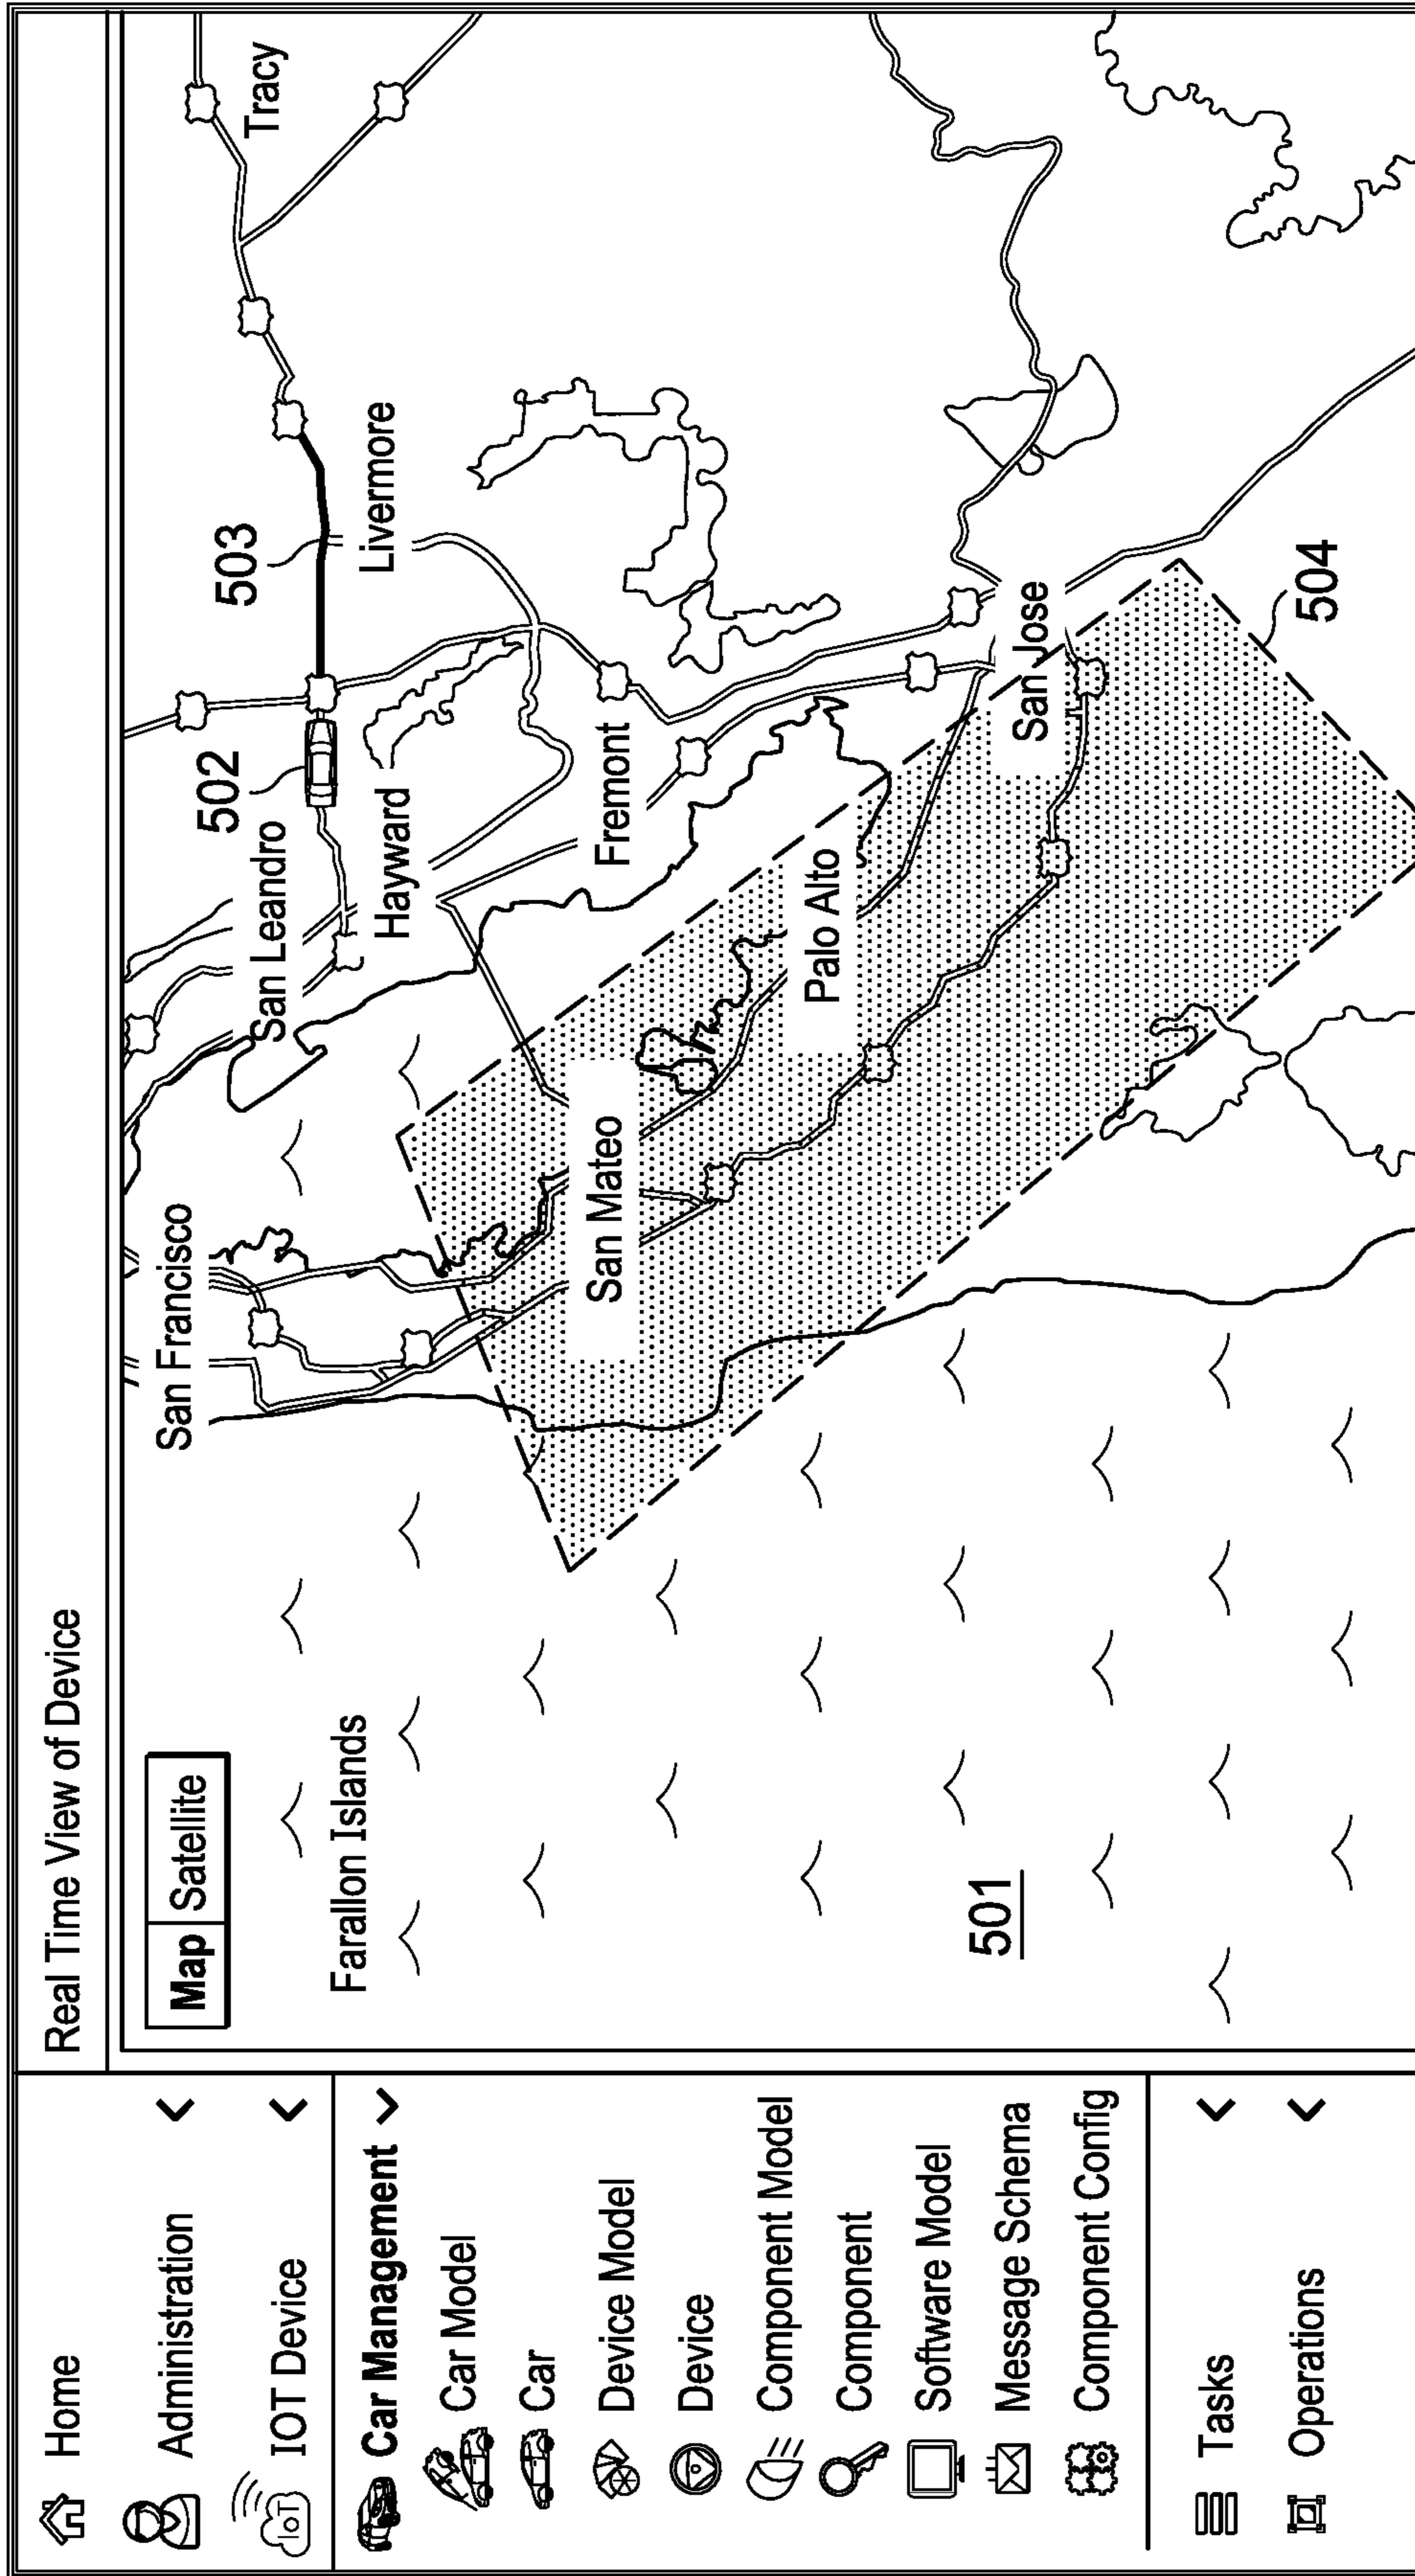 Home
Administration
IOT Device
IoT
Car Management
Car Model
Car
Device Model
Device
Component Model
Component
Software Model
Message Schema
Component Config
Tasks
Operations
Real Time View of Device
Map Satellite
San Francisco
Farallon Islands
San Leandro
502
503
Tracy
Hayward
Livermore
San Mateo
Fremont
Palo Alto
501
San Jose
504